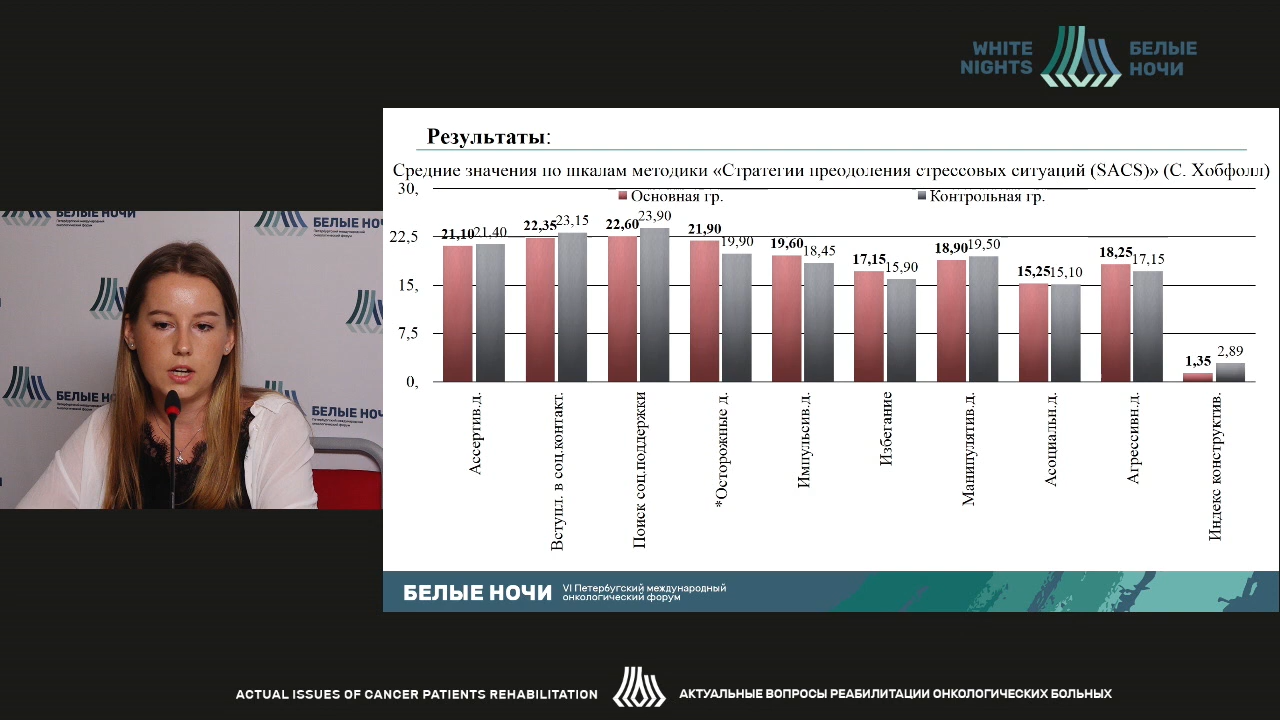 WHITE
NIGHTS
БЕЛЫЕ
НОЧИ
Результаты:
Средние значения по шкалам методики «Стратегии преодоления стрессовых ситуаций (SACS)» (С. Хобфолл)
Основная гр.
Контрольная гр.
30,
22,5
15,
7,5
0,
21,10 21,40
22,35 23,15
22,60 23,90
21,90 19,90
19,60 18,45
17,15 15,90
18,90 19,50
15,25 15,10
18,25 17,15
1,35 2,89
Ассертив.д.
Вступл. в соц.контакт.
Поиск соц.поддержки
*Осторожные д.
Импульсив.д.
Избегание
Манипулятив.д.
Асоциальн.д.
Агрессивн.д.
Индекс конструктив.
БЕЛЫЕ НОЧИ
БЕЛЫЕ НОЧ
БЕЛЫЕ
БЕЛЫЕ НО
БЕЛЫЕ НОЧИ
VI Петербугский международный
онкологический форум
ACTUAL ISSUES OF CANCER PATIENTS REHABILITATION
АКТУАЛЬНЫЕ ВОПРОСЫ РЕАБИЛИТАЦИИ ОНКОЛОГИЧЕСКИХ БОЛЬНЫХ